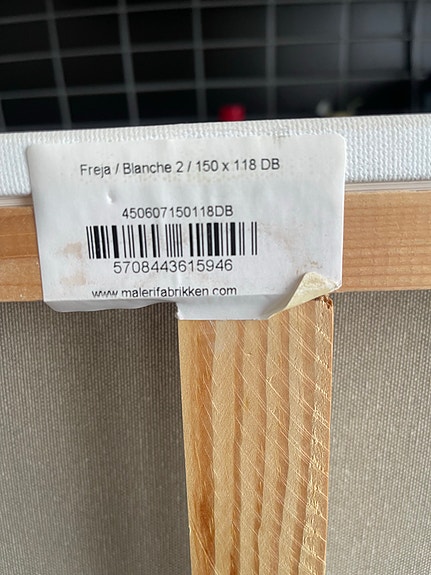 Freja / Blanche 2 / 150 x 118 DB
450607150118DB
5708443615946
www.malerifabrikken.com